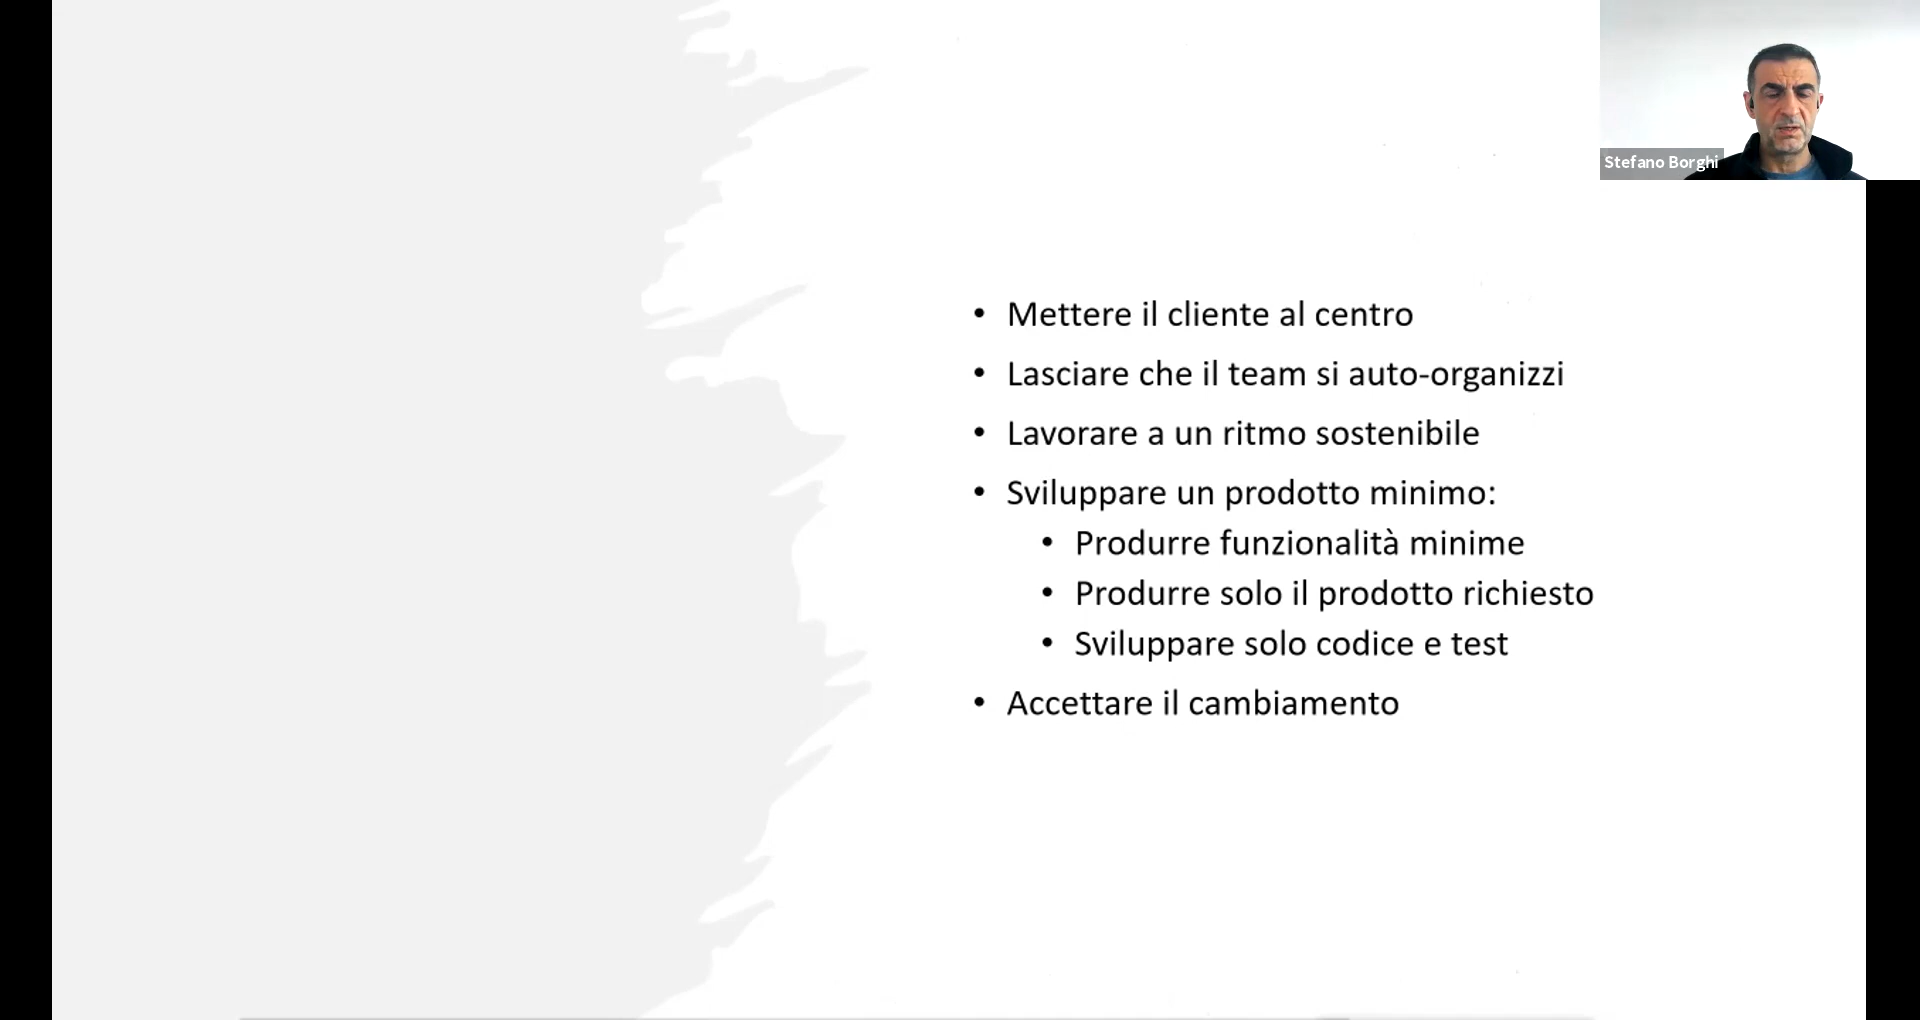 Stefano Borghi
• Mettere il cliente al centro
• Lasciare che il team si auto-organizzi
• Lavorare a un ritmo sostenibile
• Sviluppare un prodotto minimo:
• Produrre funzionalità minime
• Produrre solo il prodotto richiesto
• Sviluppare solo codice e test
• Accettare il cambiamento